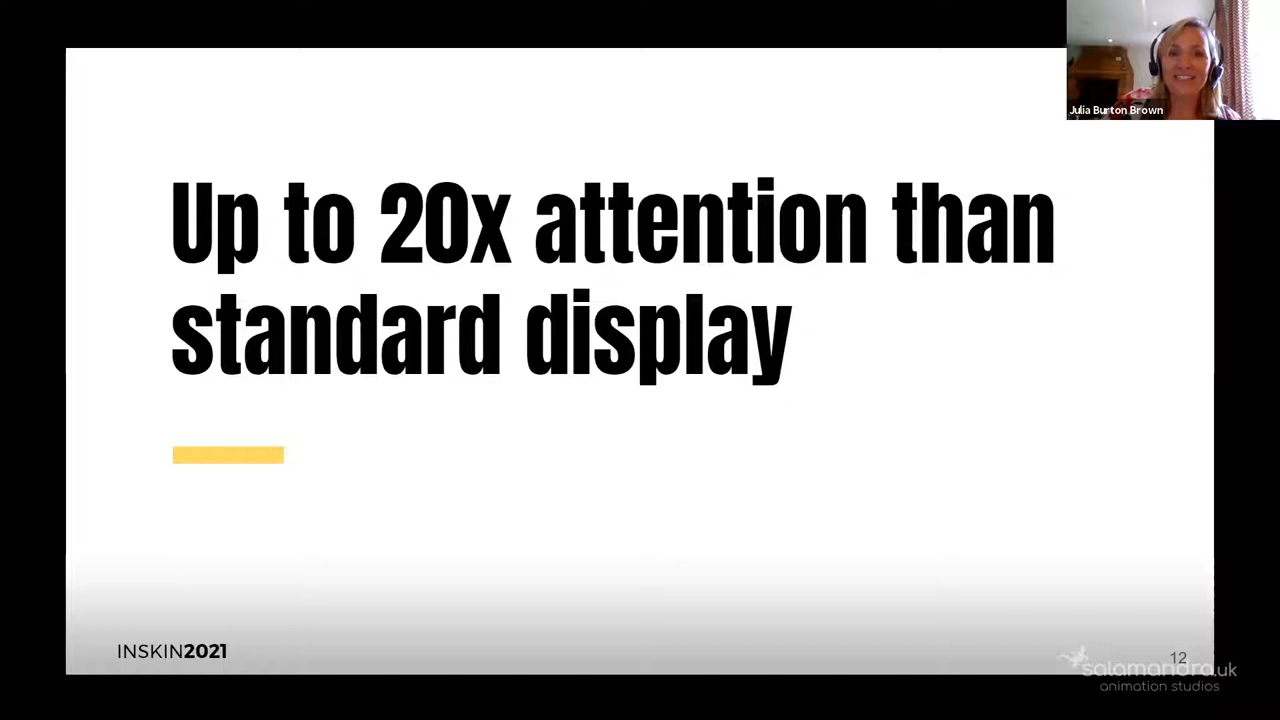 Julia Burton Brown
Up to 20x attention than
standard display
INSKIN2021
12
salamandra.uk
animation studios